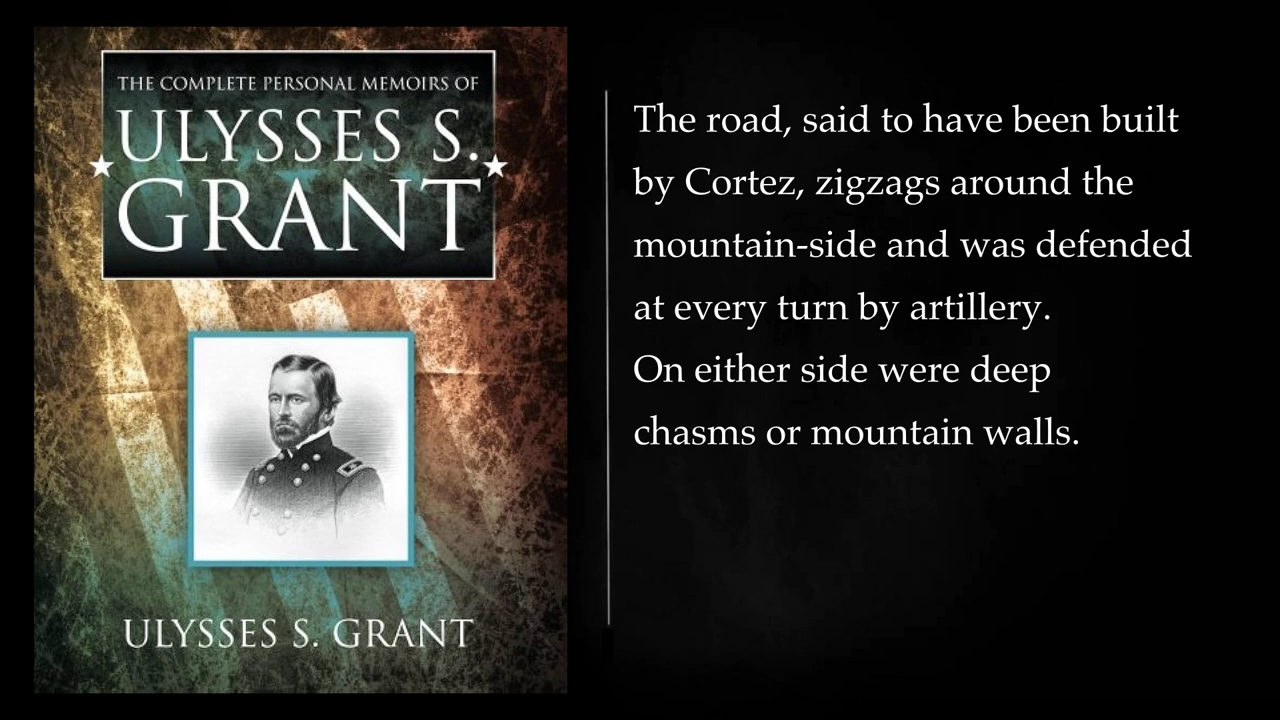 THE COMPLETE PERSONAL MEMOIRS OF
ULYSSES S.
GRANT
ULYSSES S. GRANT
The road, said to have been built
by Cortez, zigzags around the
mountain-side and was defended
at every turn by artillery.
On either side were deep
chasms or mountain walls.